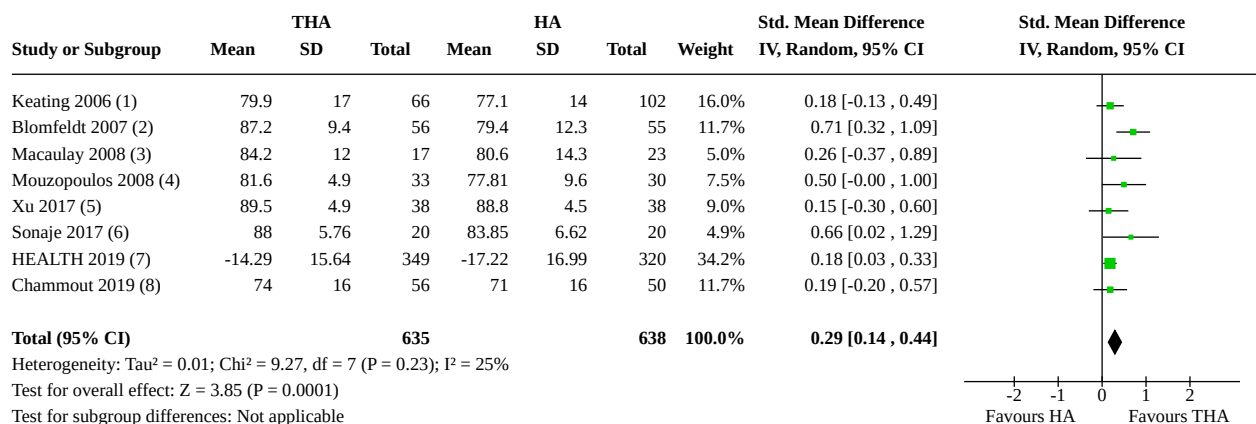 THA HA Std. Mean Difference Std. Mean Difference
Study or Subgroup Mean SD Total Mean SD Total Weight IV, Random, 95% CI IV, Random, 95% CI
Keating 2006 (1) 79.9 17 66 77.1 14 102 16.0% 0.18 [-0.13 , 0.49]
Blomfeldt 2007 (2) 87.2 9.4 56 79.4 12.3 55 11.7% 0.71 [0.32 , 1.09]
Macaulay 2008 (3) 84.2 12 17 80.6 14.3 23 5.0% 0.26 [-0.37 , 0.89]
Mouzopoulos 2008 (4) 81.6 4.9 33 77.81 9.6 30 7.5% 0.50 [-0.00 , 1.00]
Xu 2017 (5) 89.5 4.9 38 88.8 4.5 38 9.0% 0.15 [-0.30 , 0.60]
Sonaje 2017 (6) 88 5.76 20 83.85 6.62 20 4.9% 0.66 [0.02 , 1.29]
HEALTH 2019 (7) -14.29 15.64 349 -17.22 16.99 320 34.2% 0.18 [0.03 , 0.33]
Chammout 2019 (8) 74 16 56 71 16 50 11.7% 0.19 [-0.20 , 0.57]
Total (95% CI) 635 638 100.0% 0.29 [0.14 , 0.44]
Heterogeneity: Tau² = 0.01; Chi² = 9.27, df = 7 (P = 0.23); I² = 25%
Test for overall effect: Z = 3.85 (P = 0.0001)
Test for subgroup differences: Not applicable
-2 -1 0 1 2
Favours HA Favours THA